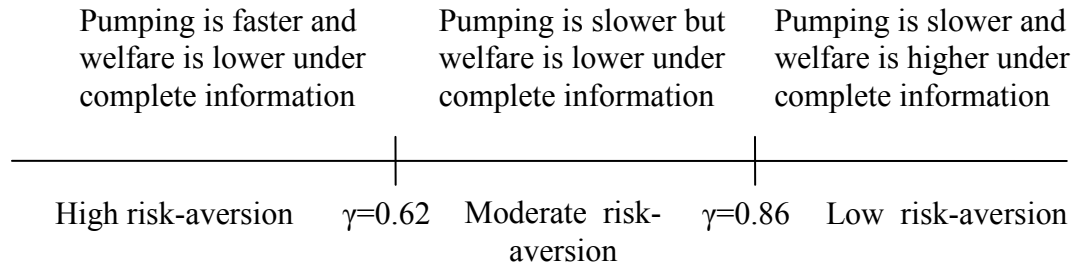 Pumping is faster and
welfare is lower under
complete information
Pumping is slower but
welfare is lower under
complete information
Pumping is slower and
welfare is higher under
complete information
High risk-aversion
γ=0.62
Moderate risk-
aversion
γ=0.86
Low risk-aversion